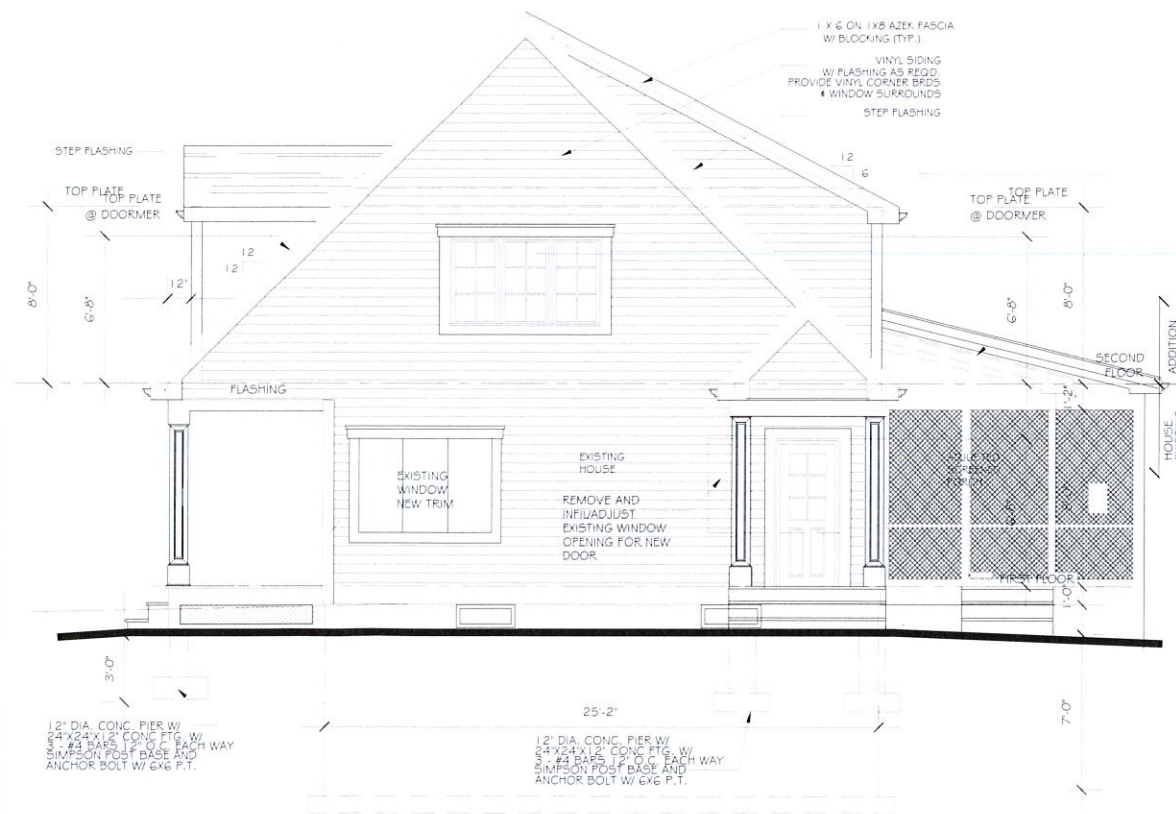 1 X 6 ON 1X8 AZEK FASCIA
W/ BLOCKING (TYP.)
VINYL SIDING
W/ FLASHING AS REQD.
PROVIDE VINYL CORNER BRDS
& WINDOW SURROUNDS
STEP FLASHING
STEP FLASHING
12
6
TOP PLATE
TOP PLATE
@ DOORMER
TOP PLATE
TOP PLATE
@ DOORMER
12
12
12"
8'-0"
6'-8"
6'-8"
8'-0"
SECOND
FLOOR
ADDITION
HOUSE
FLASHING
1'-2"
EXISTING
WINDOW
NEW TRIM
EXISTING
HOUSE
REMOVE AND
INFIL/ADJUST
EXISTING WINDOW
OPENING FOR NEW
DOOR
PORCH
FIRST FLOOR
1'-0"
3'-0"
25'-2"
7'-0"
12" DIA. CONC. PIER W/
24"X24"X12" CONC FTG. W/
3 - #4 BARS 12" O.C. EACH WAY
SIMPSON POST BASE AND
ANCHOR BOLT W/ 6X6 P.T.
12" DIA. CONC. PIER W/
24"X24"X12" CONC FTG. W/
3 - #4 BARS 12" O.C. EACH WAY
SIMPSON POST BASE AND
ANCHOR BOLT W/ 6X6 P.T.